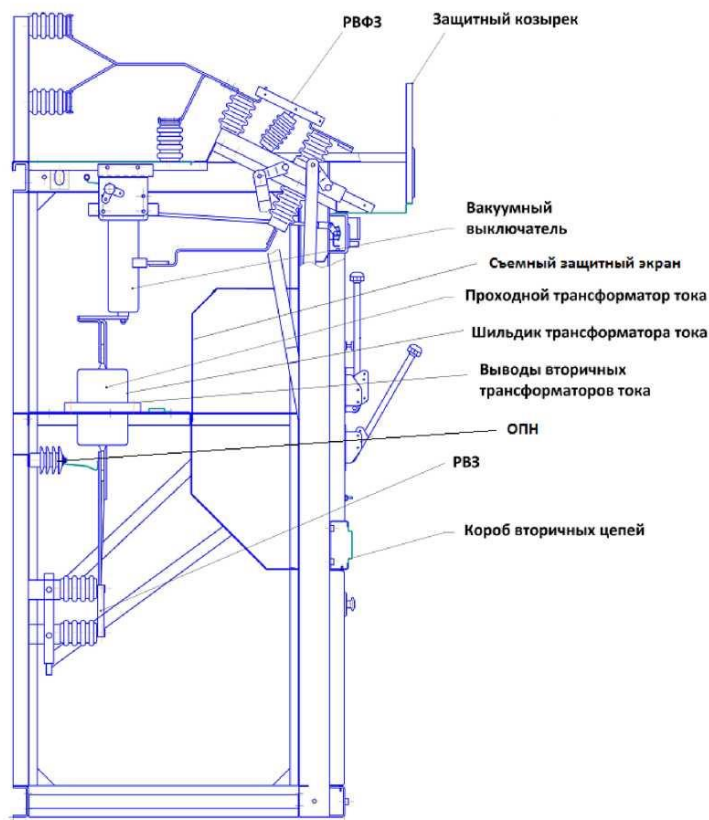 РВФЗ
Защитный козырек
Вакуумный
выключатель
Съемный защитный экран
Проходной трансформатор тока
Шильдик трансформатора тока
Выводы вторичных
трансформаторов тока
ОПН
РВЗ
Короб вторичных цепей